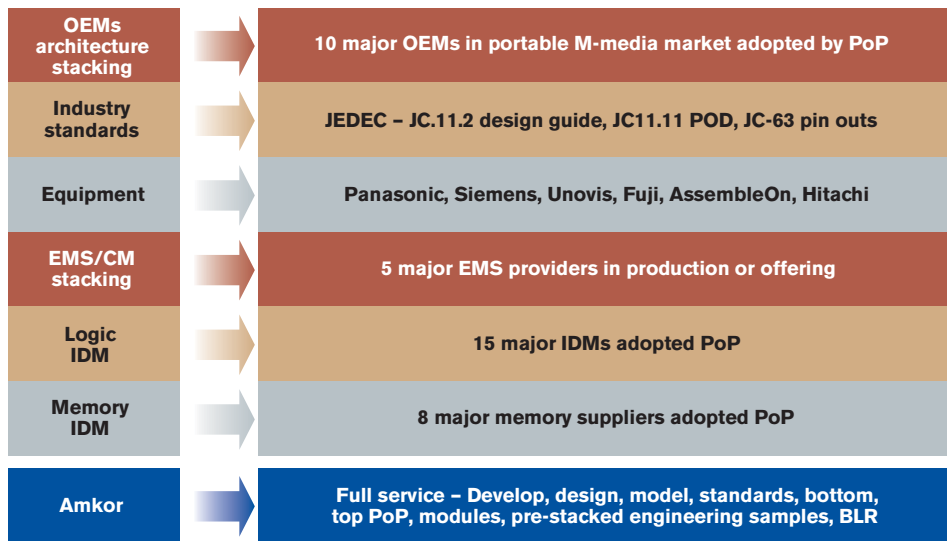 OEMs
architecture
stacking
10 major OEMs in portable M-media market adopted by PoP
Industry
standards
JEDEC – JC.11.2 design guide, JC11.11 POD, JC-63 pin outs
Equipment
Panasonic, Siemens, Unovis, Fuji, AssembleOn, Hitachi
EMS/CM
stacking
5 major EMS providers in production or offering
Logic
IDM
15 major IDMs adopted PoP
Memory
IDM
8 major memory suppliers adopted PoP
Amkor
Full service – Develop, design, model, standards, bottom,
top PoP, modules, pre-stacked engineering samples, BLR